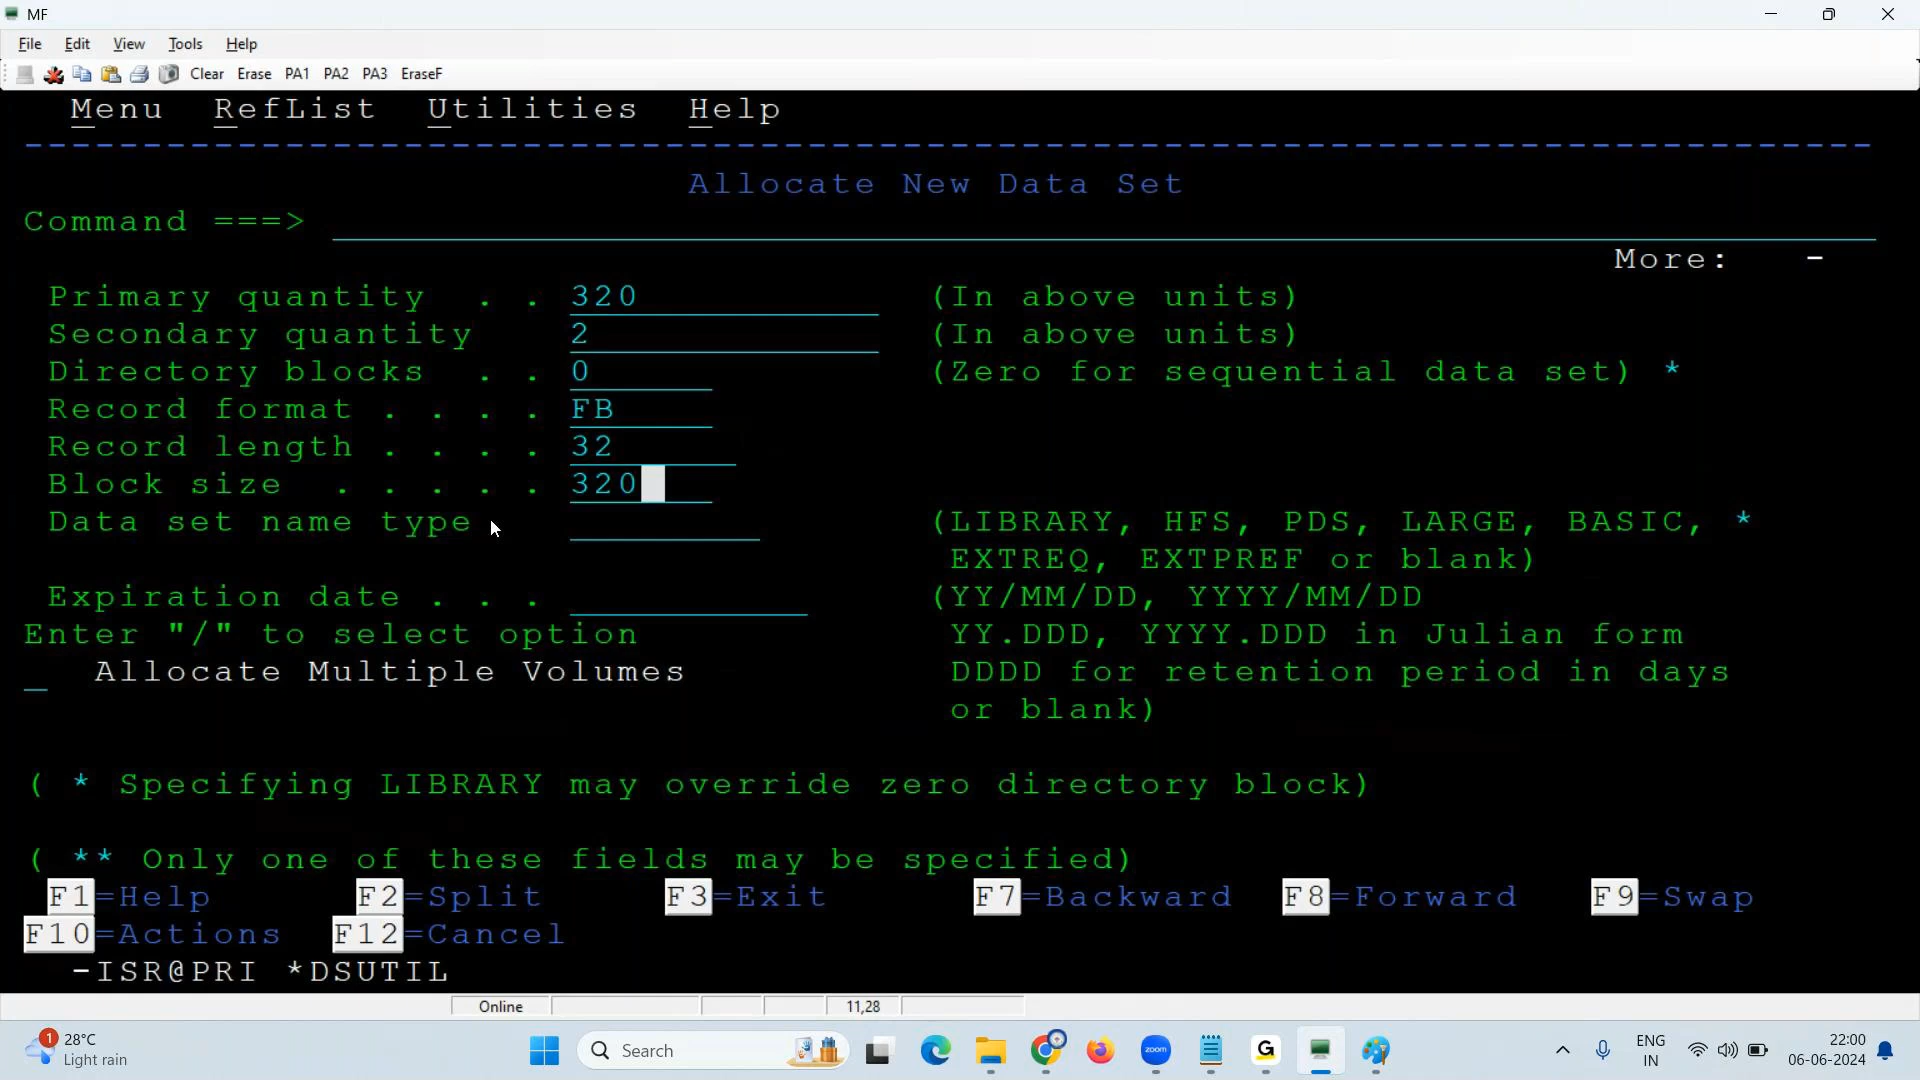 MF
File Edit View Tools Help
Clear Erase PA1 PA2 PA3 EraseF
Menu RefList Utilities Help
Allocate New Data Set
Command ===>
More: -
Primary quantity . . 320 (In above units)
Secondary quantity 2 (In above units)
Directory blocks . . 0 (Zero for sequential data set) *
Record format . . . . FB
Record length . . . . 32
Block size . . . . . 320
Data set name type (LIBRARY, HFS, PDS, LARGE, BASIC, *
EXTREQ, EXTPREF or blank)
Expiration date . . . (YY/MM/DD, YYYY/MM/DD
Enter "/" to select option YY.DDD, YYYY.DDD in Julian form
_ Allocate Multiple Volumes DDDD for retention period in days
or blank)
( * Specifying LIBRARY may override zero directory block)
( ** Only one of these fields may be specified)
F1=Help F2=Split F3=Exit F7=Backward F8=Forward F9=Swap
F10=Actions F12=Cancel
-ISR@PRI *DSUTIL
Online 11,28
1 28°C
Light rain
Search
zoom
G
ENG
IN
22:00
06-06-2024